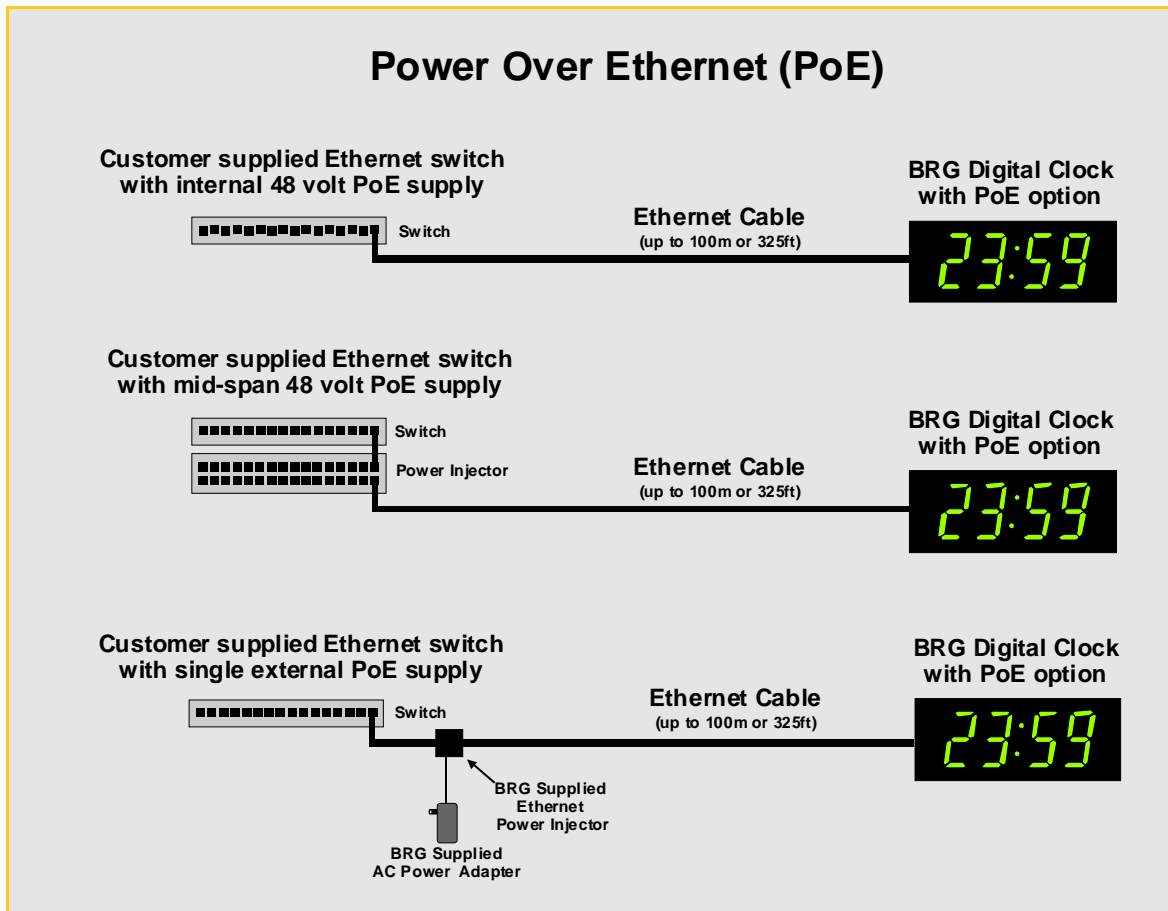 Power Over Ethernet (PoE)
Customer supplied Ethernet switch
with internal 48 volt PoE supply
Switch
Ethernet Cable
(up to 100m or 325ft)
BRG Digital Clock
with PoE option
23:59
Customer supplied Ethernet switch
with mid-span 48 volt PoE supply
Switch
Power Injector
Ethernet Cable
(up to 100m or 325ft)
BRG Digital Clock
with PoE option
23:59
Customer supplied Ethernet switch
with single external PoE supply
Switch
Ethernet Cable
(up to 100m or 325ft)
BRG Digital Clock
with PoE option
23:59
BRG Supplied
Ethernet
Power Injector
BRG Supplied
AC Power Adapter